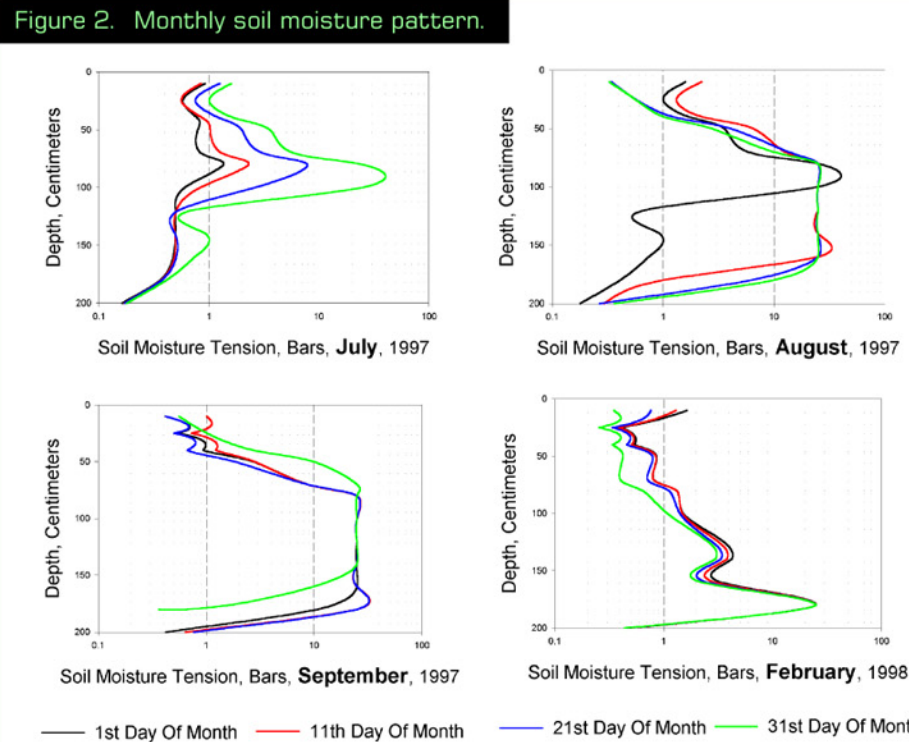 Figure 2. Monthly soil moisture pattern.
0
50
100
150
200
Depth, Centimeters
0.1 1 10 100
Soil Moisture Tension, Bars, July, 1997
0
50
100
150
200
Depth, Centimeters
0.1 1 10 100
Soil Moisture Tension, Bars, August, 1997
0
50
100
150
200
Depth, Centimeters
0.1 1 10 100
Soil Moisture Tension, Bars, September, 1997
0
50
100
150
200
Depth, Centimeters
0.1 1 10 100
Soil Moisture Tension, Bars, February, 1998
1st Day Of Month 11th Day Of Month 21st Day Of Month 31st Day Of Mont